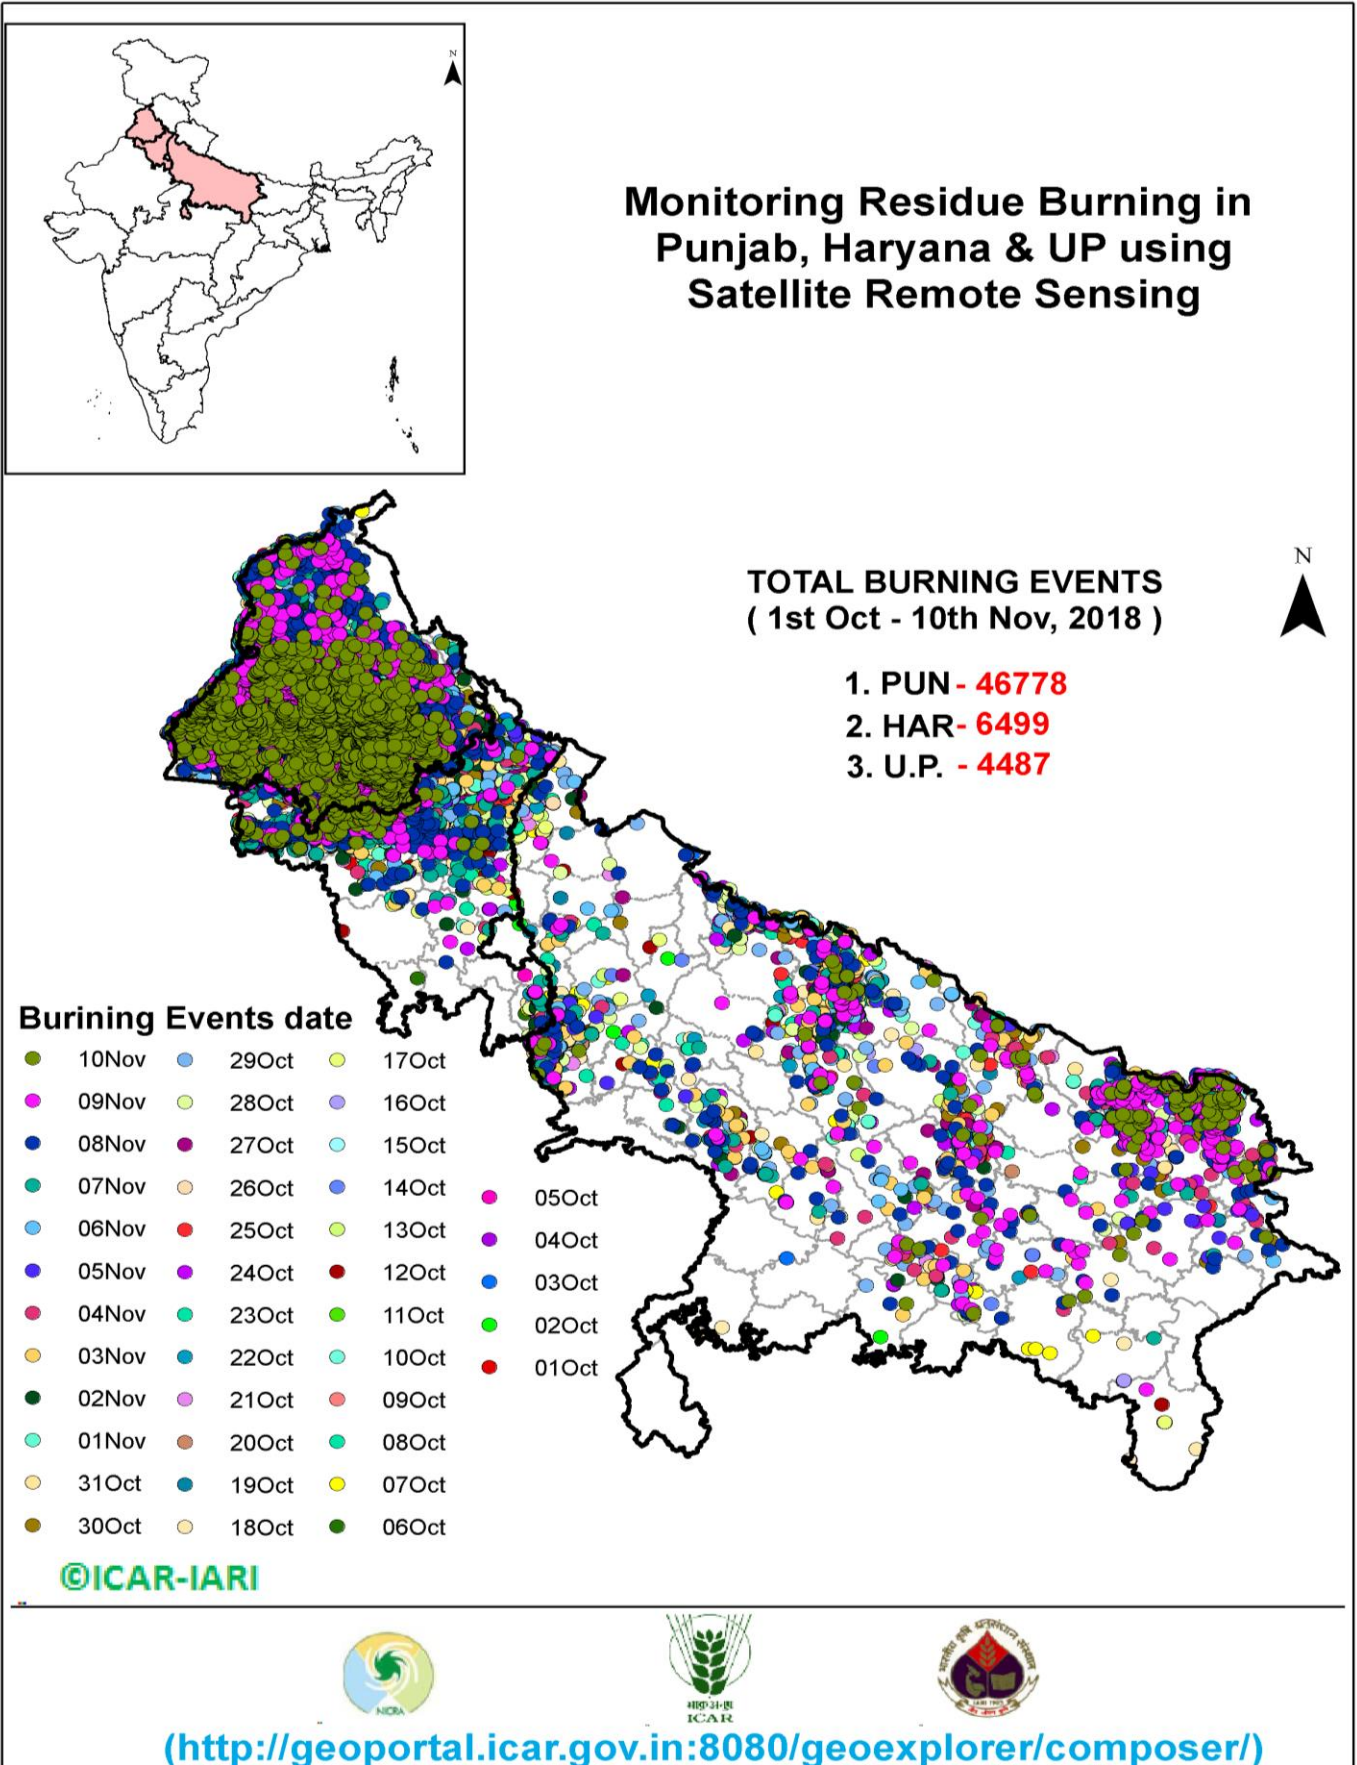 N
Monitoring Residue Burning in
Punjab, Haryana & UP using
Satellite Remote Sensing
N
TOTAL BURNING EVENTS
( 1st Oct - 10th Nov, 2018 )
1. PUN - 46778
2. HAR - 6499
3. U.P. - 4487
Burining Events date
10Nov 29Oct 17Oct
09Nov 28Oct 16Oct
08Nov 27Oct 15Oct
07Nov 26Oct 14Oct 05Oct
06Nov 25Oct 13Oct 04Oct
05Nov 24Oct 12Oct 03Oct
04Nov 23Oct 11Oct 02Oct
03Nov 22Oct 10Oct 01Oct
02Nov 21Oct 09Oct
01Nov 20Oct 08Oct
31Oct 19Oct 07Oct
30Oct 18Oct 06Oct
©ICAR-IARI
NICRA
ICAR
(http://geoportal.icar.gov.in:8080/geoexplorer/composer/)